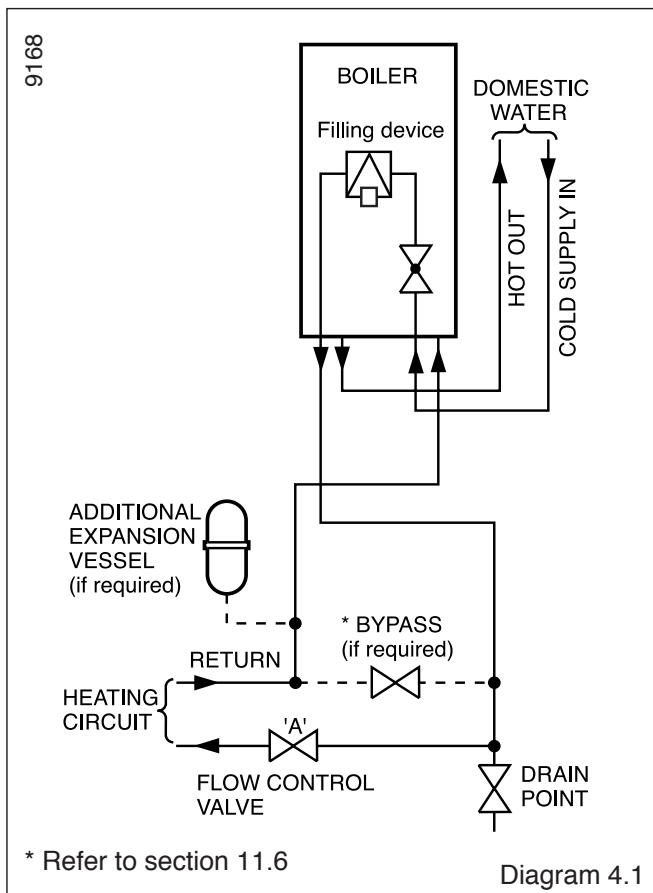 9168
BOILER
Filling device
DOMESTIC
WATER
HOT OUT
COLD SUPPLY IN
ADDITIONAL
EXPANSION
VESSEL
(if required)
* BYPASS
(if required)
RETURN
HEATING
CIRCUIT
'A'
FLOW CONTROL
VALVE
DRAIN
POINT
* Refer to section 11.6
Diagram 4.1